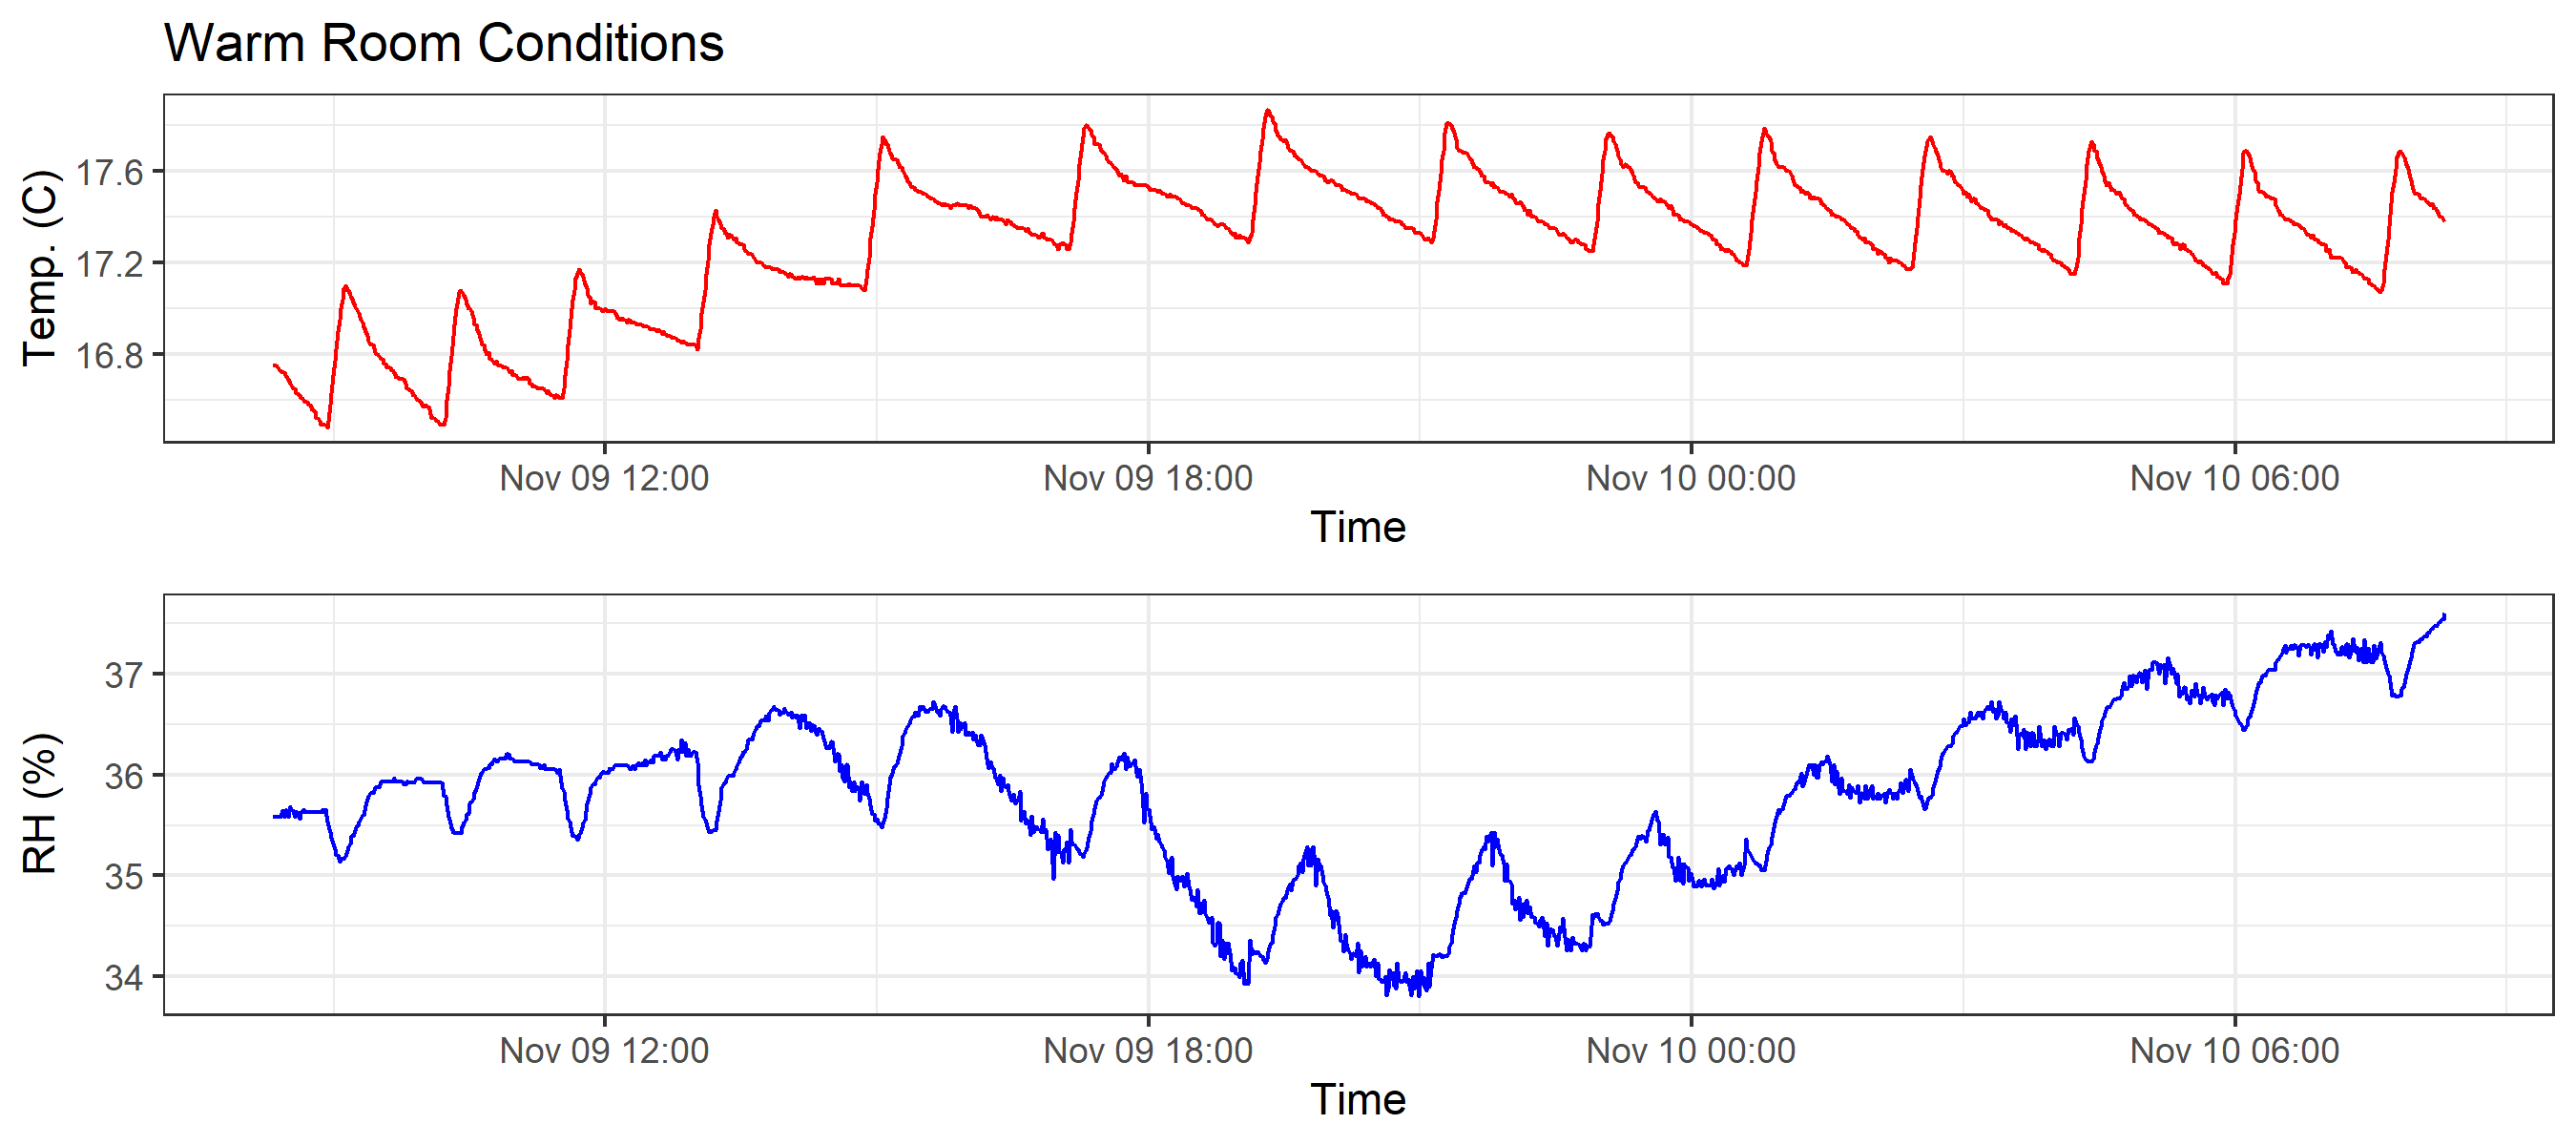 Warm Room Conditions
Temp. (C)
17.6
17.2
16.8
Nov 09 12:00 Nov 09 18:00 Nov 10 00:00 Nov 10 06:00
Time
RH (%)
37
36
35
34
Nov 09 12:00 Nov 09 18:00 Nov 10 00:00 Nov 10 06:00
Time